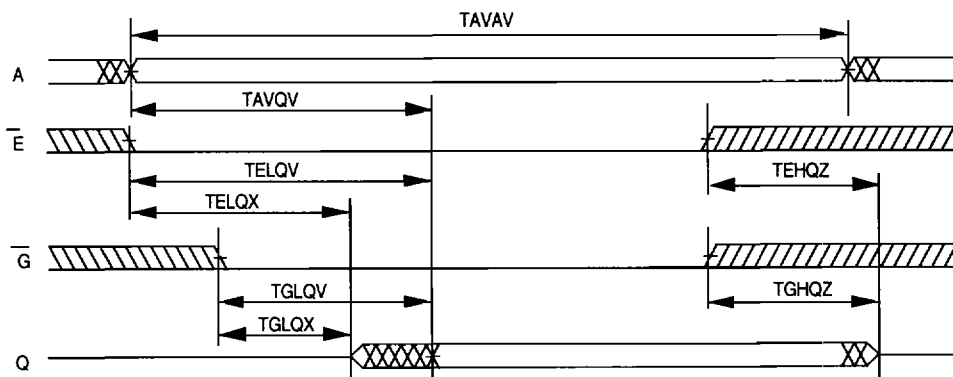 TAVAV
A
TAVQV
E̅
TELQV
TEHQZ
TELQX
G̅
TGLQV
TGHQZ
TGLQX
Q